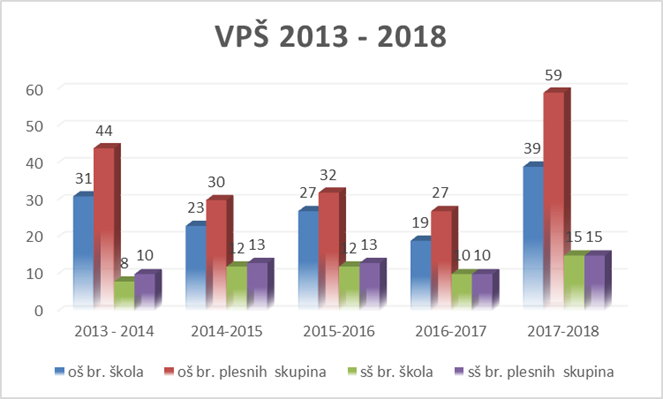 VPŠ 2013 - 2018
60
50
40
30
20
10
0
31 44 8 10
23 30 12 13
27 32 12 13
19 27 10 10
39 59 15 15
2013 - 2014 2014-2015 2015-2016 2016-2017 2017-2018
oš br. škola oš br. plesnih skupina sš br. škola sš br. plesnih skupina